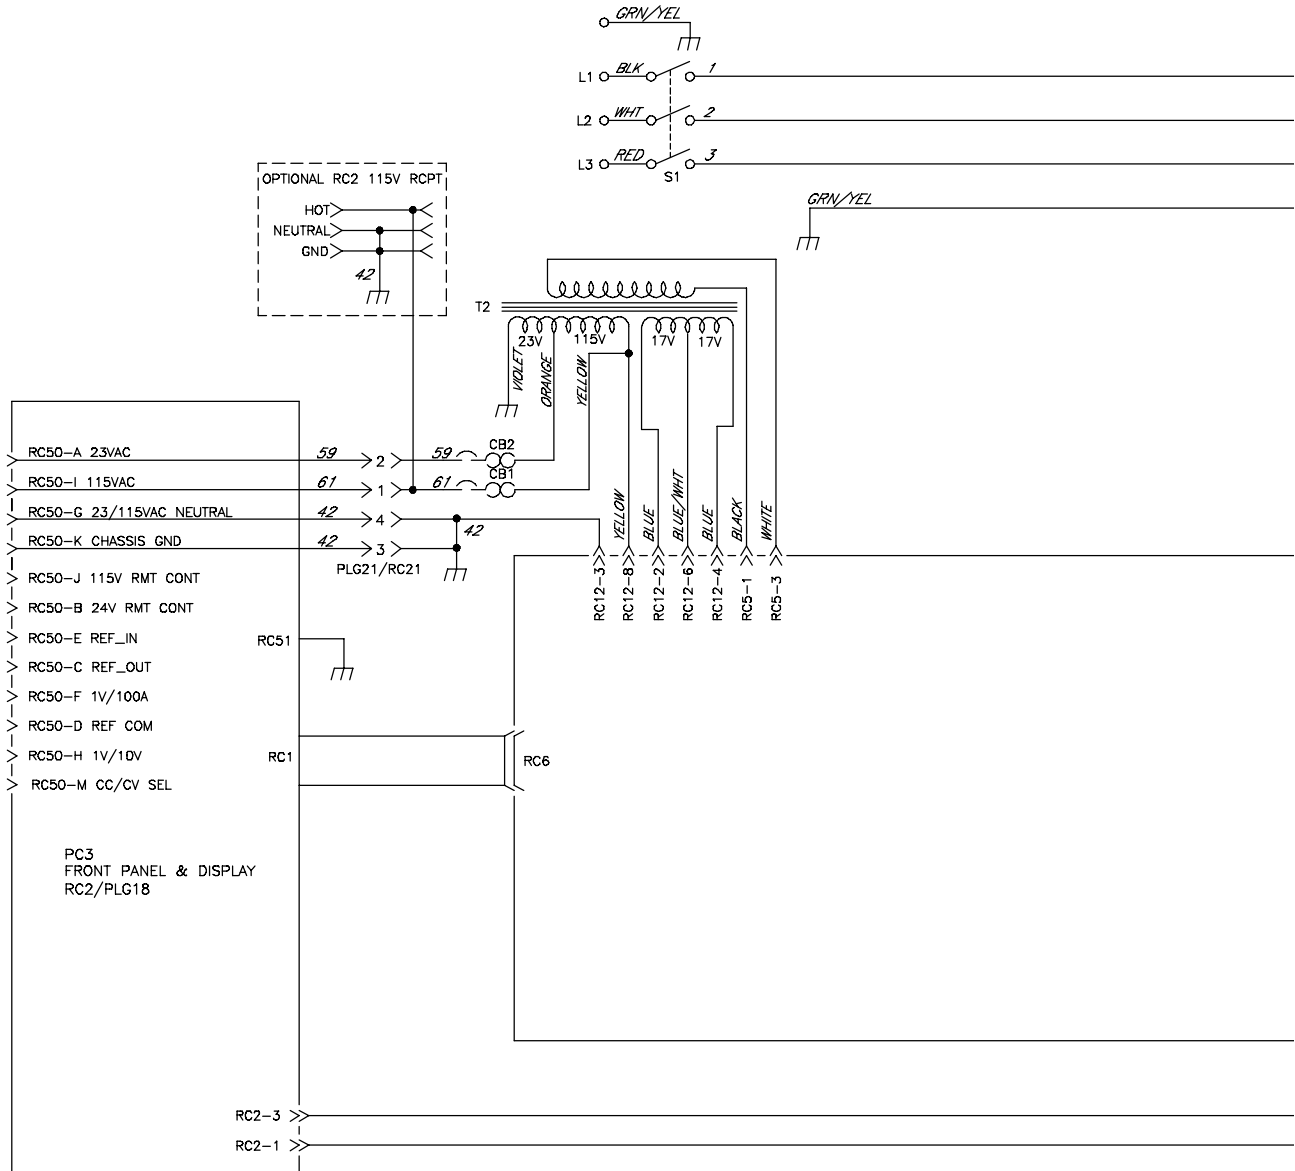 GRN/YEL
L1 BLK 1
L2 WHT 2
L3 RED 3
S1
OPTIONAL RC2 115V RCPT
HOT
NEUTRAL
GND
42
GRN/YEL
T2
23V 115V 17V 17V
VIOLET
ORANGE
YELLOW
RC50-A 23VAC 59 2 59 CB2
RC50-I 115VAC 61 1 61 CB1
RC50-G 23/115VAC NEUTRAL 42 4 42
RC50-K CHASSIS GND 42 3
PLG21/RC21
YELLOW
BLUE
BLUE/WHT
BLUE
BLACK
WHITE
RC12-3
RC12-8
RC12-2
RC12-6
RC12-4
RC5-1
RC5-3
RC50-J 115V RMT CONT
RC50-B 24V RMT CONT
RC50-E REF_IN
RC51
RC50-C REF_OUT
RC50-F 1V/100A
RC50-D REF COM
RC50-H 1V/10V
RC1
RC6
RC50-M CC/CV SEL
PC3
FRONT PANEL & DISPLAY
RC2/PLG18
RC2-3
RC2-1